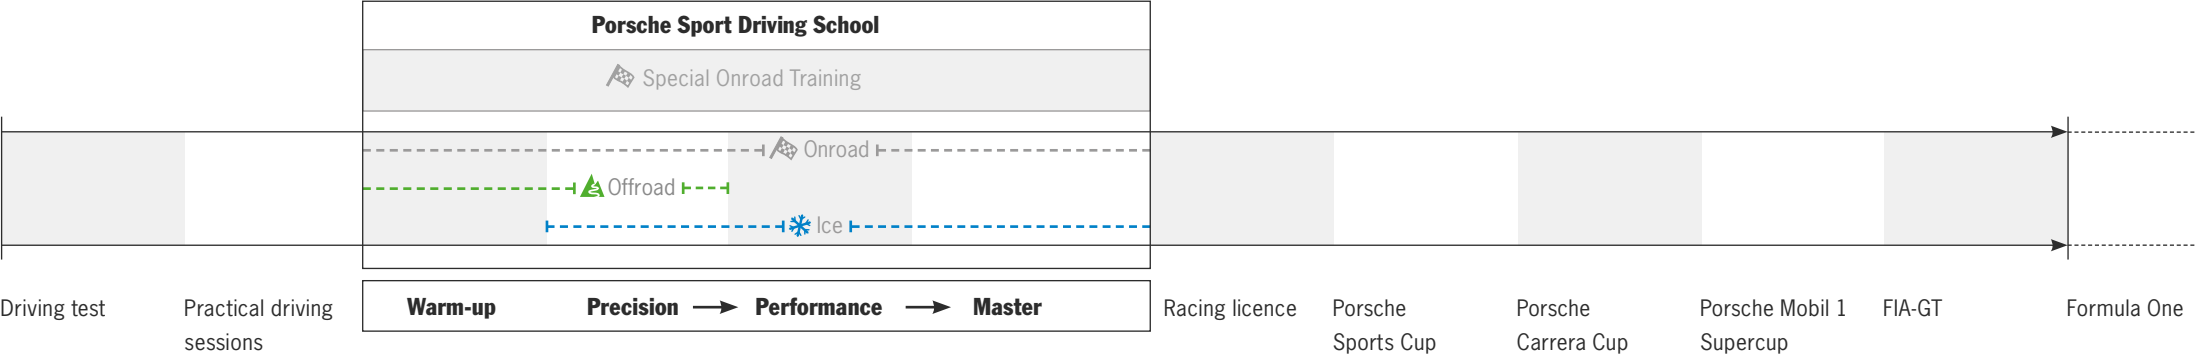 Porsche Sport Driving School
Special Onroad Training
Onroad
Offroad
Ice
Driving test
Practical driving
sessions
Warm-up
Precision
Performance
Master
Racing licence
Porsche
Sports Cup
Porsche
Carrera Cup
Porsche Mobil 1
Supercup
FIA-GT
Formula One